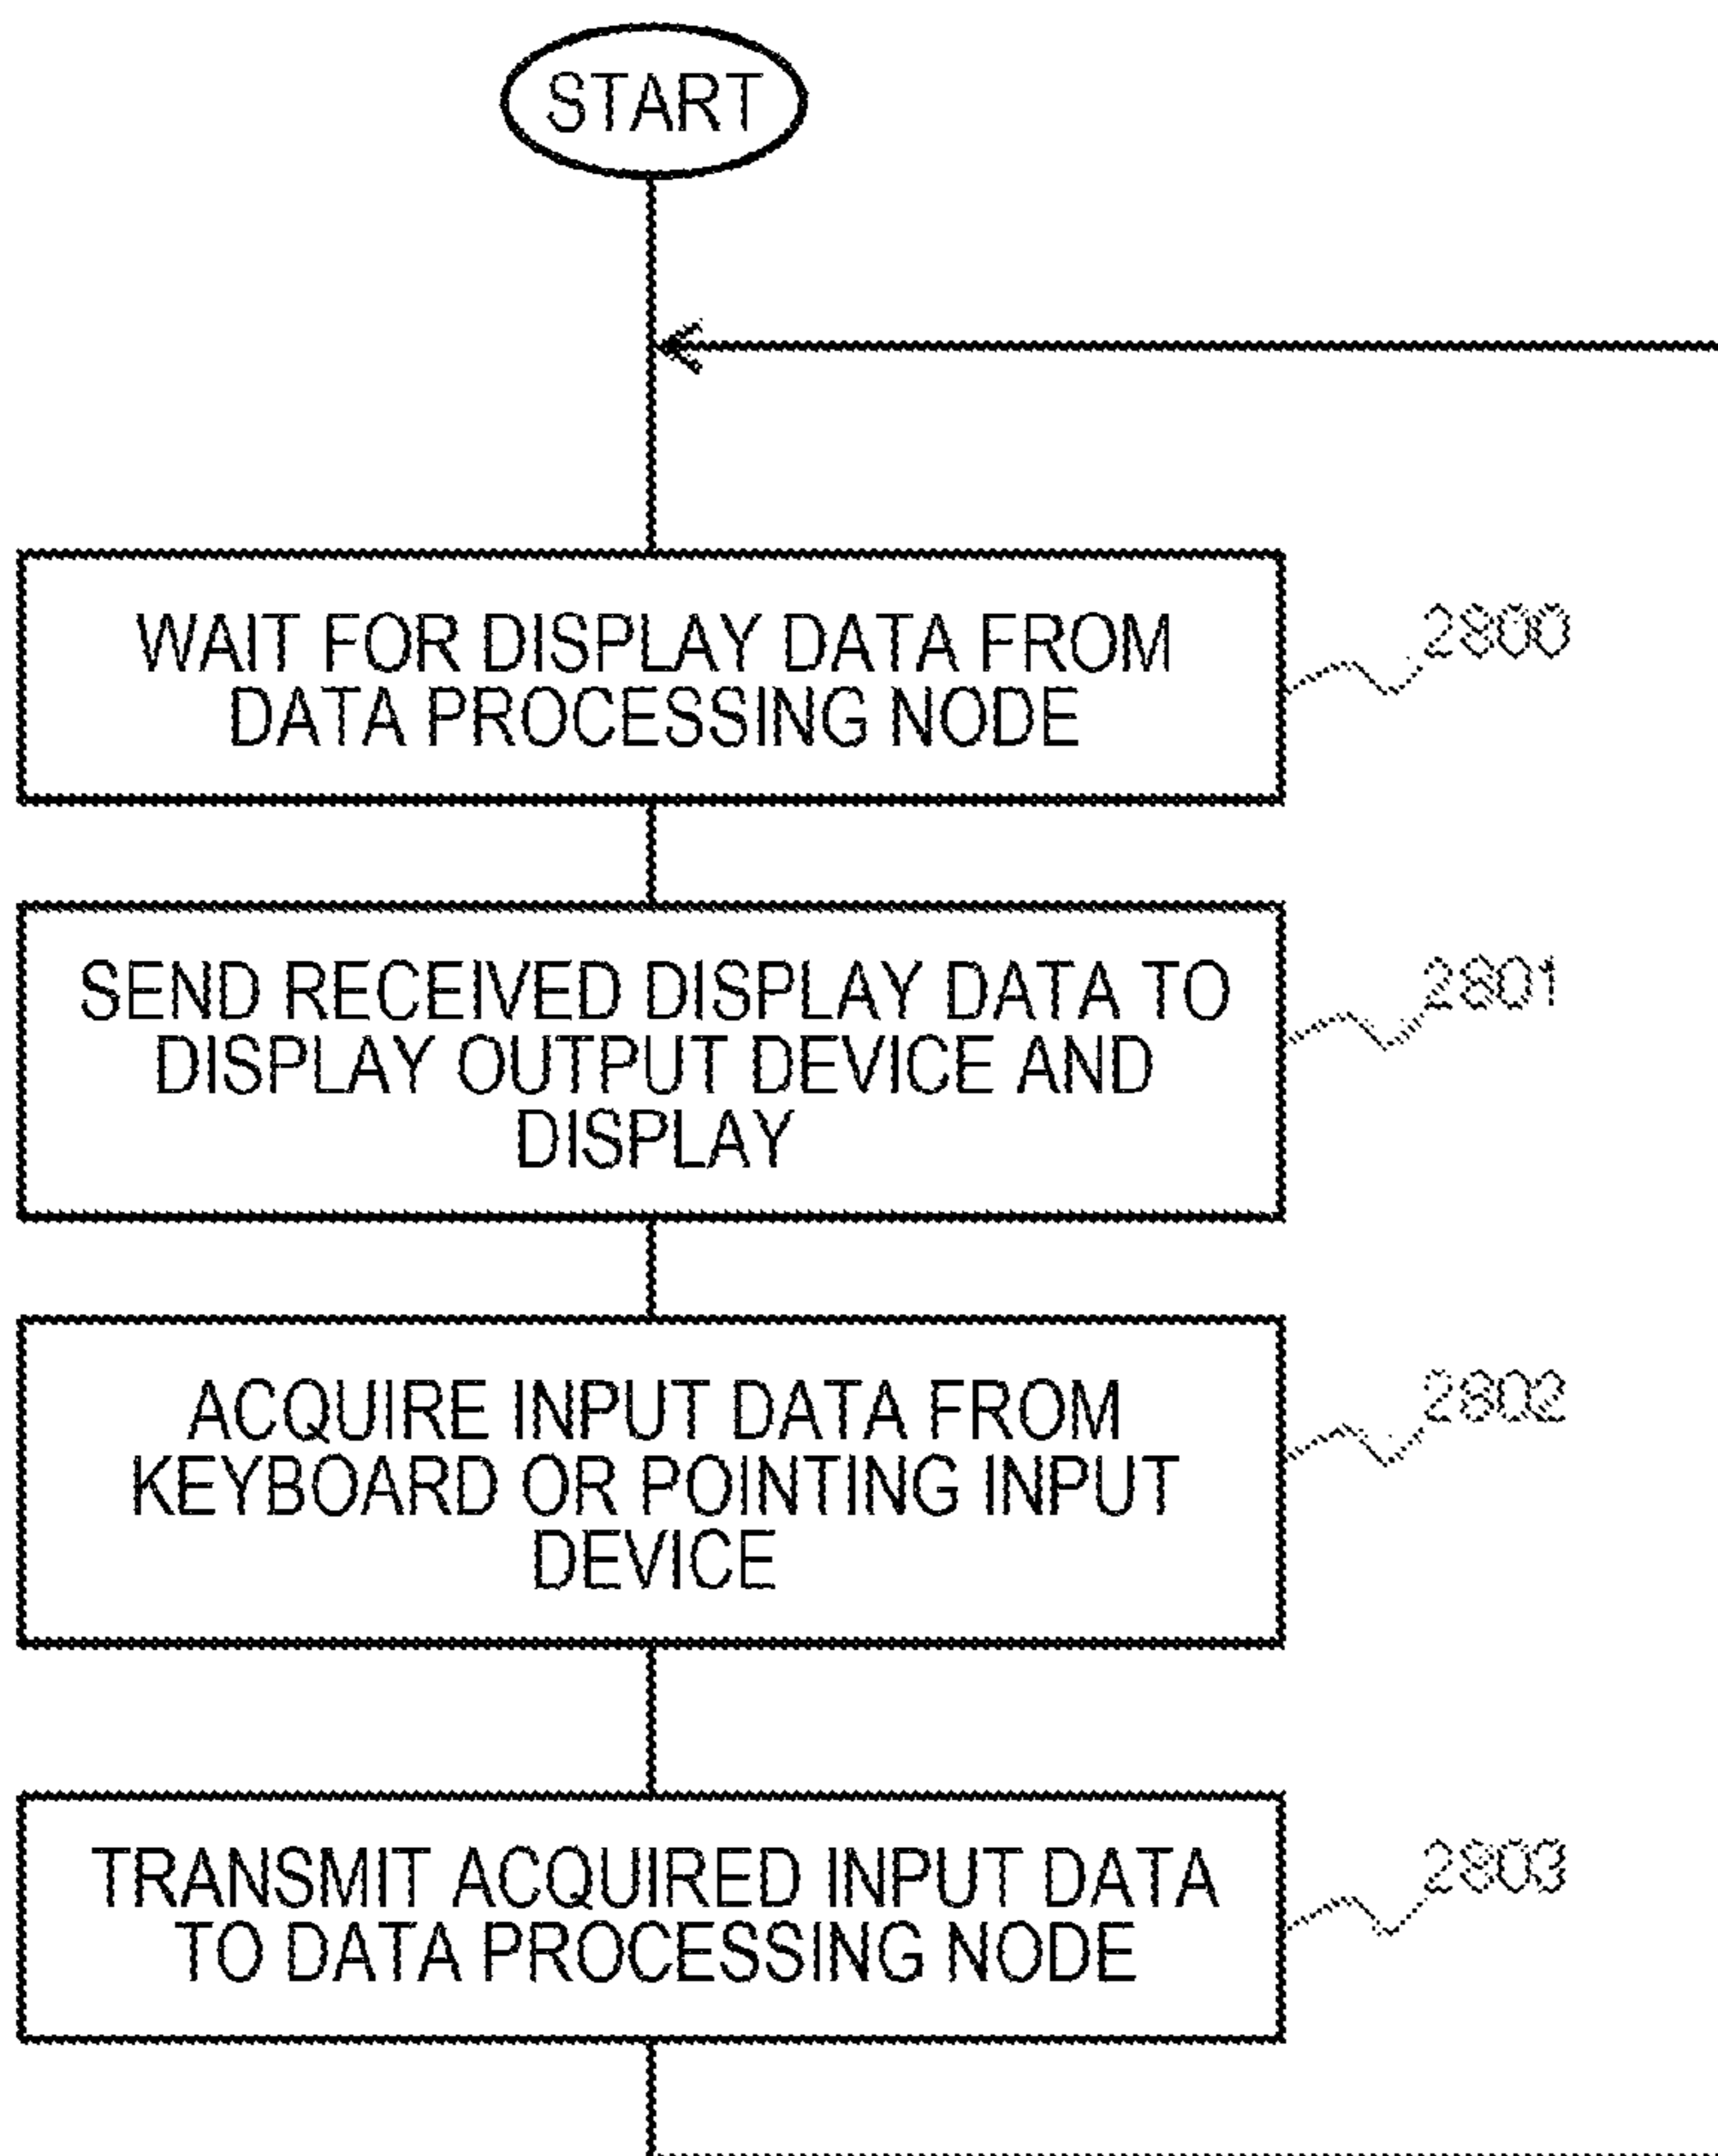 START
WAIT FOR DISPLAY DATA FROM
DATA PROCESSING NODE
2800
SEND RECEIVED DISPLAY DATA TO
DISPLAY OUTPUT DEVICE AND
DISPLAY
2801
ACQUIRE INPUT DATA FROM
KEYBOARD OR POINTING INPUT
DEVICE
2802
TRANSMIT ACQUIRED INPUT DATA
TO DATA PROCESSING NODE
2803